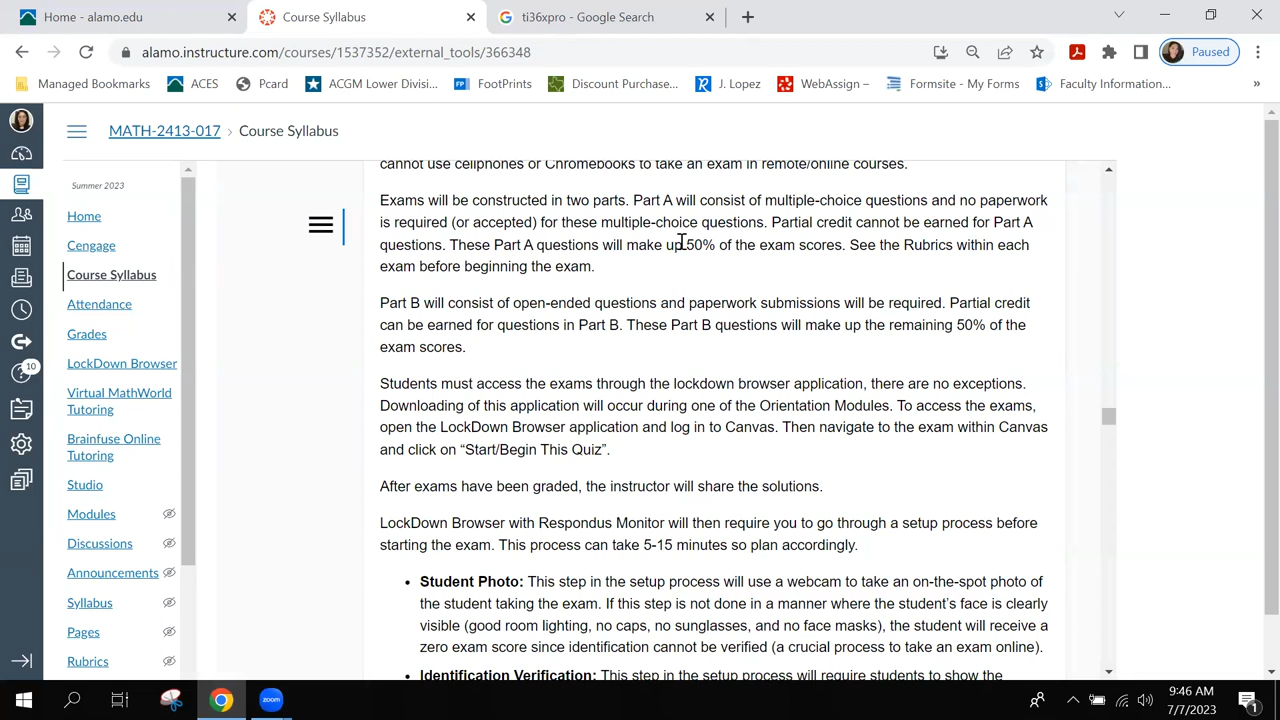 Home - alamo.edu
Course Syllabus
ti36xpro - Google Search
alamo.instructure.com/courses/1537352/external_tools/366348
Paused
Managed Bookmarks
ACES
Pcard
ACGM Lower Divisi...
FootPrints
Discount Purchase...
J. Lopez
WebAssign –
Formsite - My Forms
Faculty Information...
»
MATH-2413-017 › Course Syllabus
Summer 2023
Home
Cengage
Course Syllabus
Attendance
Grades
LockDown Browser
Virtual MathWorld
Tutoring
Brainfuse Online
Tutoring
Studio
Modules
Discussions
Announcements
Syllabus
Pages
Rubrics
10
cannot use cellphones or Chromebooks to take an exam in remote/online courses.
Exams will be constructed in two parts. Part A will consist of multiple-choice questions and no paperwork
is required (or accepted) for these multiple-choice questions. Partial credit cannot be earned for Part A
questions. These Part A questions will make up 50% of the exam scores. See the Rubrics within each
exam before beginning the exam.
Part B will consist of open-ended questions and paperwork submissions will be required. Partial credit
can be earned for questions in Part B. These Part B questions will make up the remaining 50% of the
exam scores.
Students must access the exams through the lockdown browser application, there are no exceptions.
Downloading of this application will occur during one of the Orientation Modules. To access the exams,
open the LockDown Browser application and log in to Canvas. Then navigate to the exam within Canvas
and click on “Start/Begin This Quiz”.
After exams have been graded, the instructor will share the solutions.
LockDown Browser with Respondus Monitor will then require you to go through a setup process before
starting the exam. This process can take 5-15 minutes so plan accordingly.
• Student Photo: This step in the setup process will use a webcam to take an on-the-spot photo of
the student taking the exam. If this step is not done in a manner where the student’s face is clearly
visible (good room lighting, no caps, no sunglasses, and no face masks), the student will receive a
zero exam score since identification cannot be verified (a crucial process to take an exam online).
• Identification Verification: This step in the setup process will require students to show the
zoom
9:46 AM
7/7/2023
1